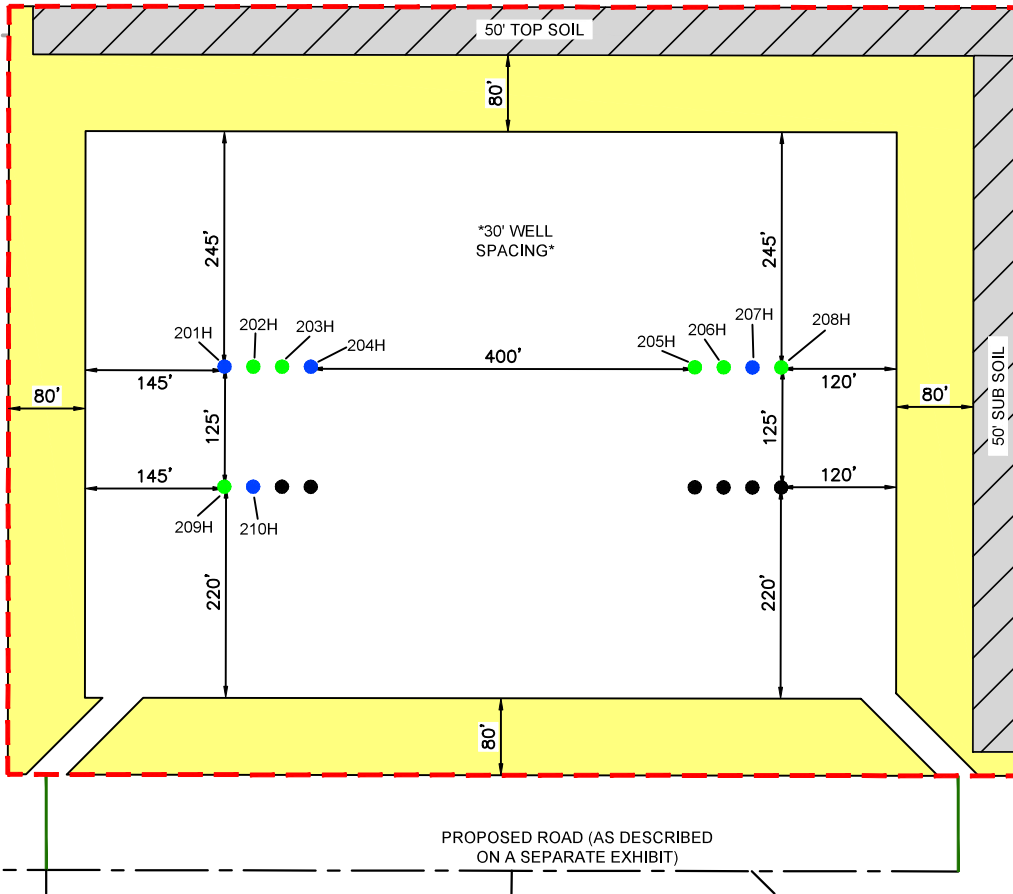 50' TOP SOIL
80'
245'
*30' WELL
SPACING*
245'
201H
202H
203H
204H
205H
206H
207H
208H
400'
145'
120'
80'
80'
50' SUB SOIL
125'
125'
145'
120'
209H
210H
220'
220'
80'
PROPOSED ROAD (AS DESCRIBED
ON A SEPARATE EXHIBIT)